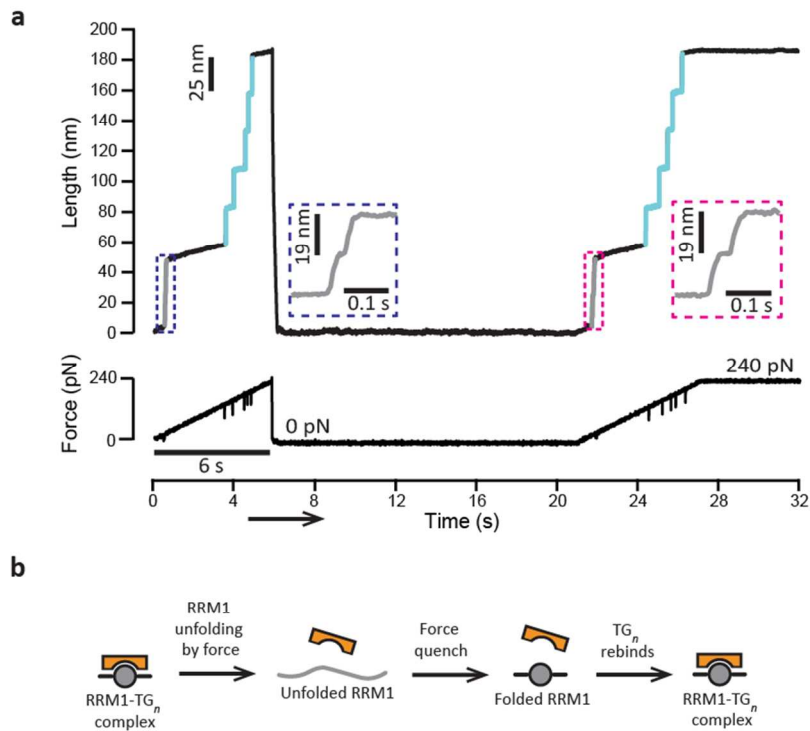 a
200
180
160
140
120
100
80
60
40
20
0
Length (nm)
25 nm
19 nm
0.1 s
19 nm
0.1 s
Force (pN)
240
0
0 pN
240 pN
6 s
0
4
8
12
16
20
22
24
28
32
Time (s)
b
RRM1
unfolding
by force
Force
quench
TGn
rebinds
RRM1-TGn
complex
Unfolded RRM1
Folded RRM1
RRM1-TGn
complex